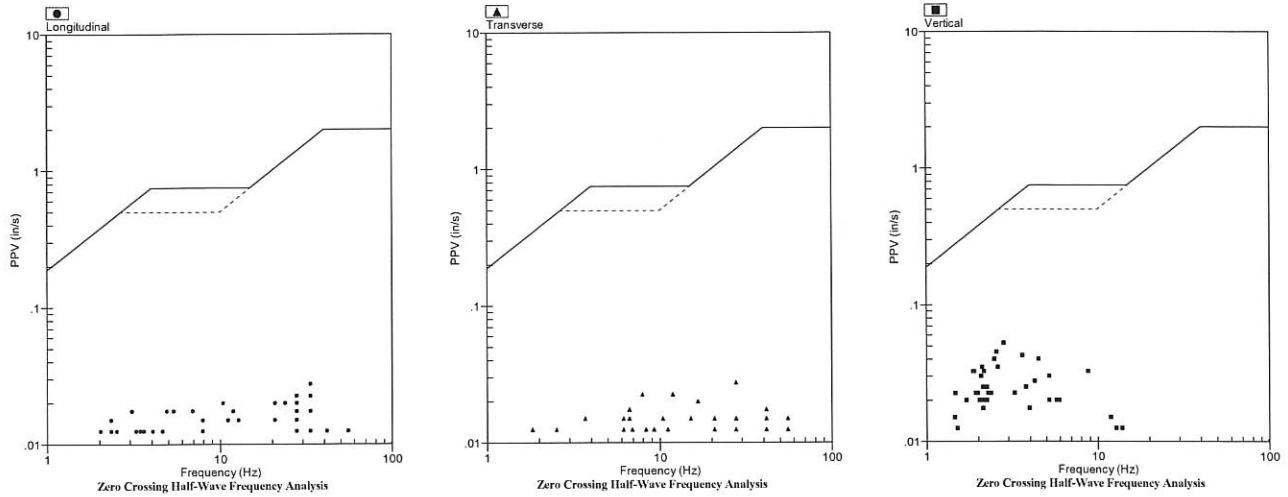 Longitudinal
10
1
.1
.01
PPV (in/s)
1
10
100
Frequency (Hz)
Zero Crossing Half-Wave Frequency Analysis
Transverse
10
1
.1
.01
PPV (in/s)
1
10
100
Frequency (Hz)
Zero Crossing Half-Wave Frequency Analysis
Vertical
10
1
.1
.01
PPV (in/s)
1
10
100
Frequency (Hz)
Zero Crossing Half-Wave Frequency Analysis